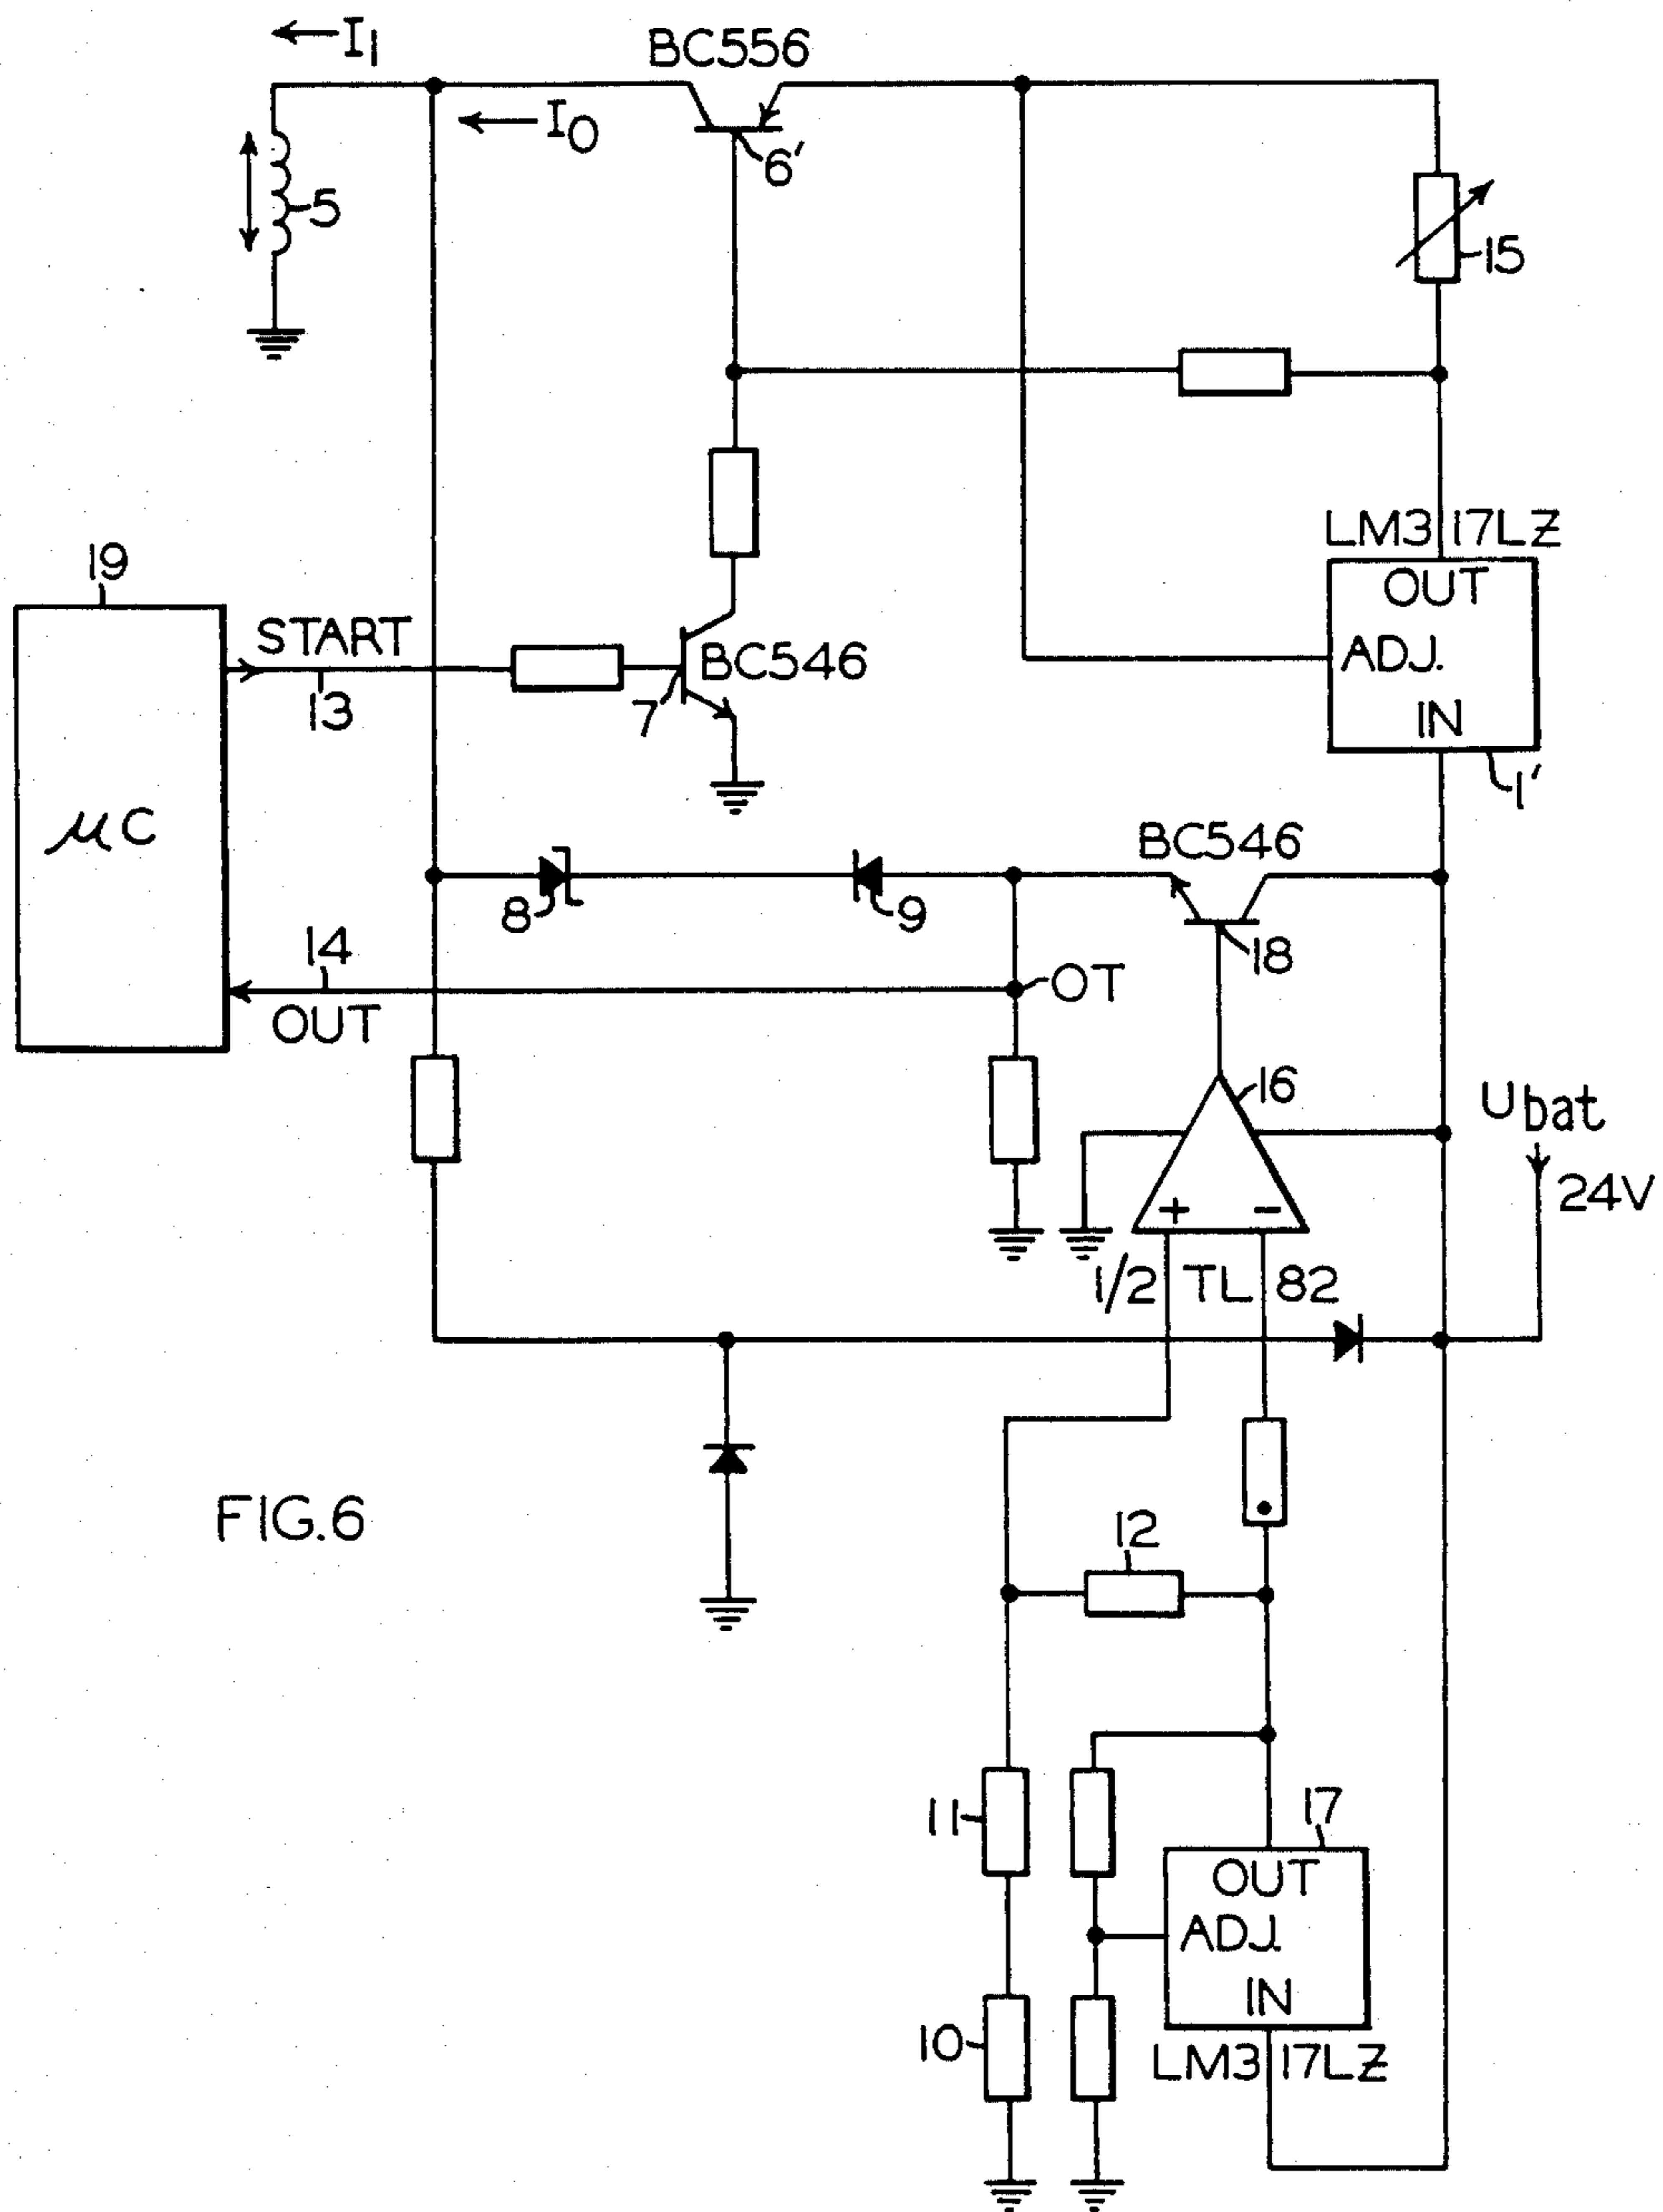 I1
BC556
I0
6'
5
15
LM317LZ
OUT
19
START
ADJ.
BC546
13
7
IN
1'
μC
BC546
8
9
18
14
OT
OUT
16
Ubat
24V
+ −
1/2 TL 82
12
FIG.6
11
17
OUT
ADJ.
IN
10
LM317LZ